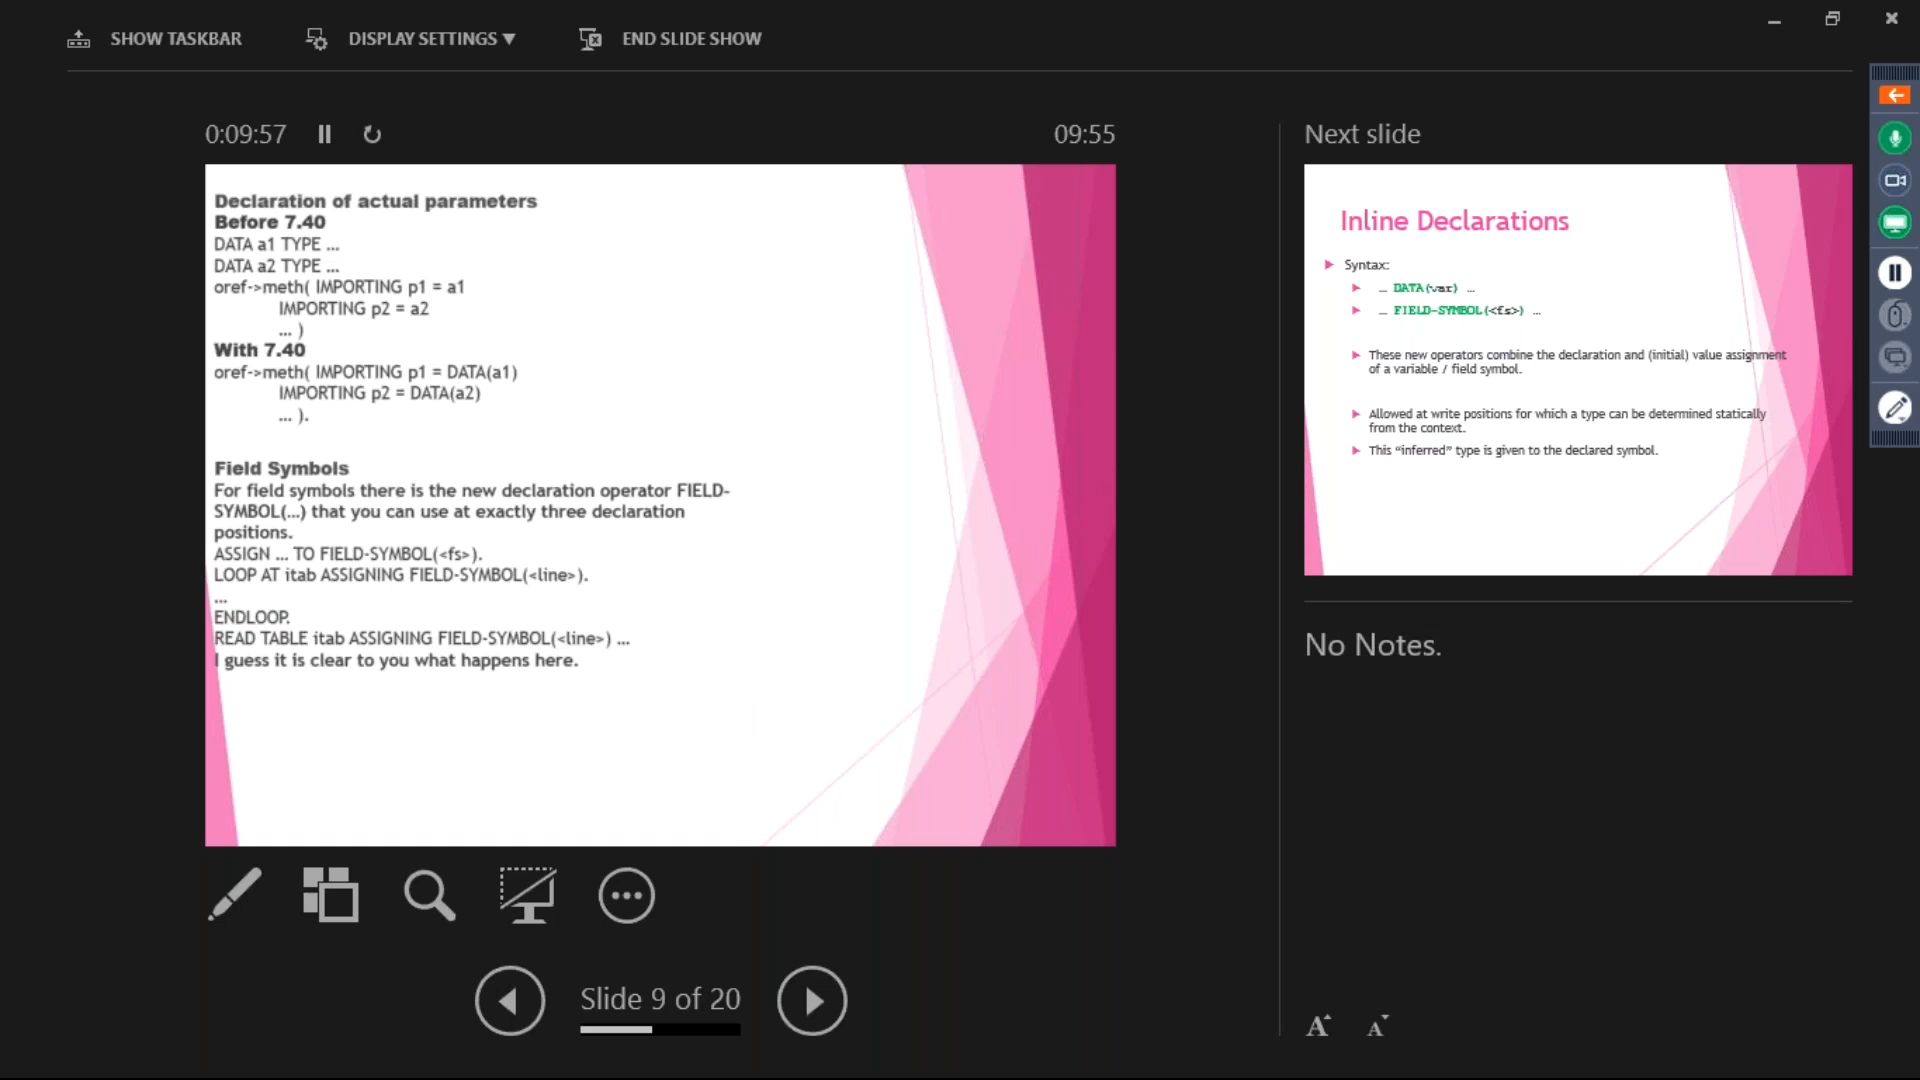 SHOW TASKBAR
DISPLAY SETTINGS
END SLIDE SHOW
0:09:57
09:55
Declaration of actual parameters
Before 7.40
DATA a1 TYPE ...
DATA a2 TYPE ...
oref->meth( IMPORTING p1 = a1
IMPORTING p2 = a2
... )
With 7.40
oref->meth( IMPORTING p1 = DATA(a1)
IMPORTING p2 = DATA(a2)
... ).
Field Symbols
For field symbols there is the new declaration operator FIELD-
SYMBOL(...) that you can use at exactly three declaration
positions.
ASSIGN ... TO FIELD-SYMBOL(<fs>).
LOOP AT itab ASSIGNING FIELD-SYMBOL(<line>).
...
ENDLOOP.
READ TABLE itab ASSIGNING FIELD-SYMBOL(<line>) ...
I guess it is clear to you what happens here.
Slide 9 of 20
Next slide
Inline Declarations
Syntax:
... DATA(var) ...
... FIELD-SYMBOL(<fs>) ...
These new operators combine the declaration and (initial) value assignment
of a variable / field symbol.
Allowed at write positions for which a type can be determined statically
from the context.
This “inferred” type is given to the declared symbol.
No Notes.
A A